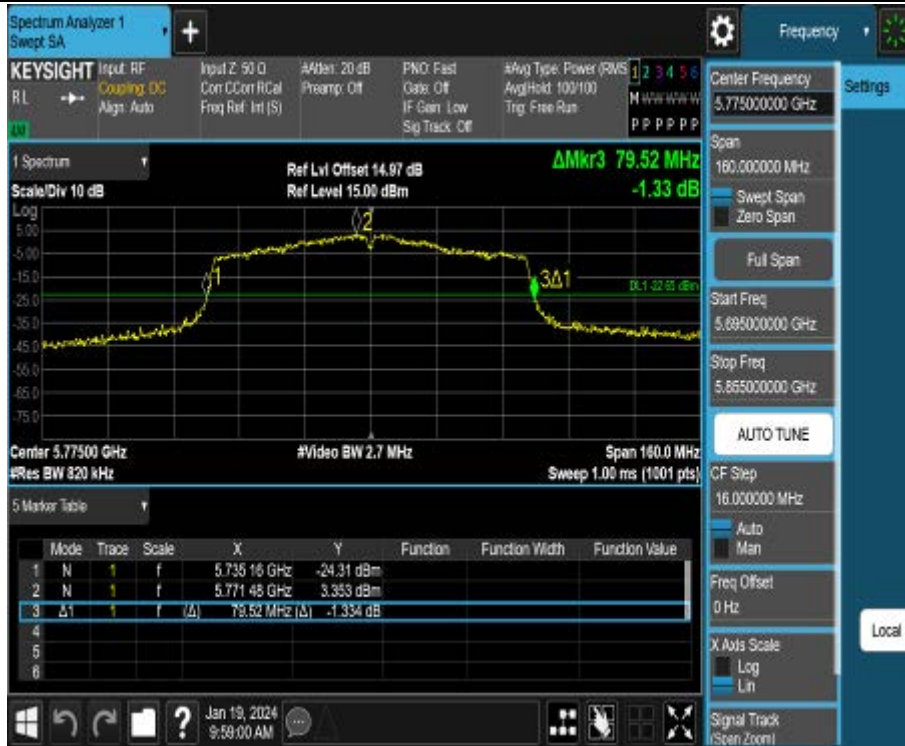 Spectrum Analyzer 1
Swept SA
+
Frequency
KEYSIGHT
RL
Input: RF
Coupling: DC
Align: Auto
Input Z: 50 Ω
Corr CCorr RCal
Freq Ref: Int (S)
#Atten: 20 dB
Preamp: Off
PNO: Fast
Gate: Off
IF Gain: Low
Sig Track: Off
#Avg Type: Power (RMS
Avg|Hold: 100/100
Trig: Free Run
1 2 3 4 5 6
M W W W W W
P P P P P P
1 Spectrum
Scale/Div 10 dB
Ref Lvl Offset 14.97 dB
Ref Level 15.00 dBm
ΔMkr3 79.52 MHz
-1.33 dB
Log
5.00
-5.00
-15.0
-25.0
-35.0
-45.0
-55.0
-65.0
-75.0
1
2
3Δ1
DL1 -22.65 dBm
Center 5.77500 GHz
#Res BW 820 kHz
#Video BW 2.7 MHz
Span 160.0 MHz
Sweep 1.00 ms (1001 pts)
5 Marker Table
Mode Trace Scale X Y Function Function Width Function Value
1 N 1 f 5.735 16 GHz -24.31 dBm
2 N 1 f 5.771 48 GHz 3.353 dBm
3 Δ1 1 f (Δ) 79.52 MHz (Δ) -1.334 dB
4
5
6
?
Jan 19, 2024
9:59:00 AM
Center Frequency
5.775000000 GHz
Settings
Span
160.000000 MHz
Swept Span
Zero Span
Full Span
Start Freq
5.695000000 GHz
Stop Freq
5.855000000 GHz
AUTO TUNE
CF Step
16.000000 MHz
Auto
Man
Freq Offset
0 Hz
X Axis Scale
Log
Lin
Signal Track
(Span Zoom)
Local